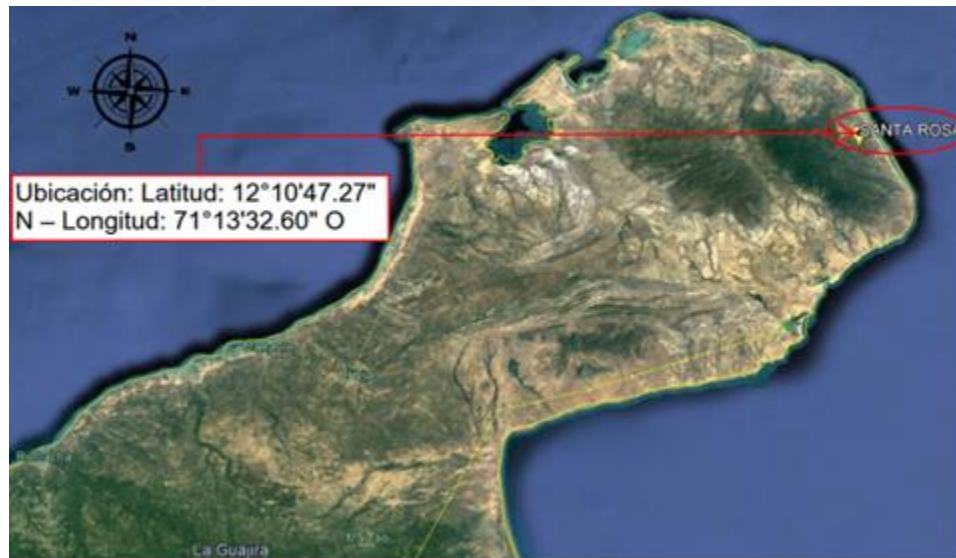 N
W E
S
SANTA ROSA
Ubicación: Latitud: 12°10'47.27"
N – Longitud: 71°13'32.60" O
La Guajira